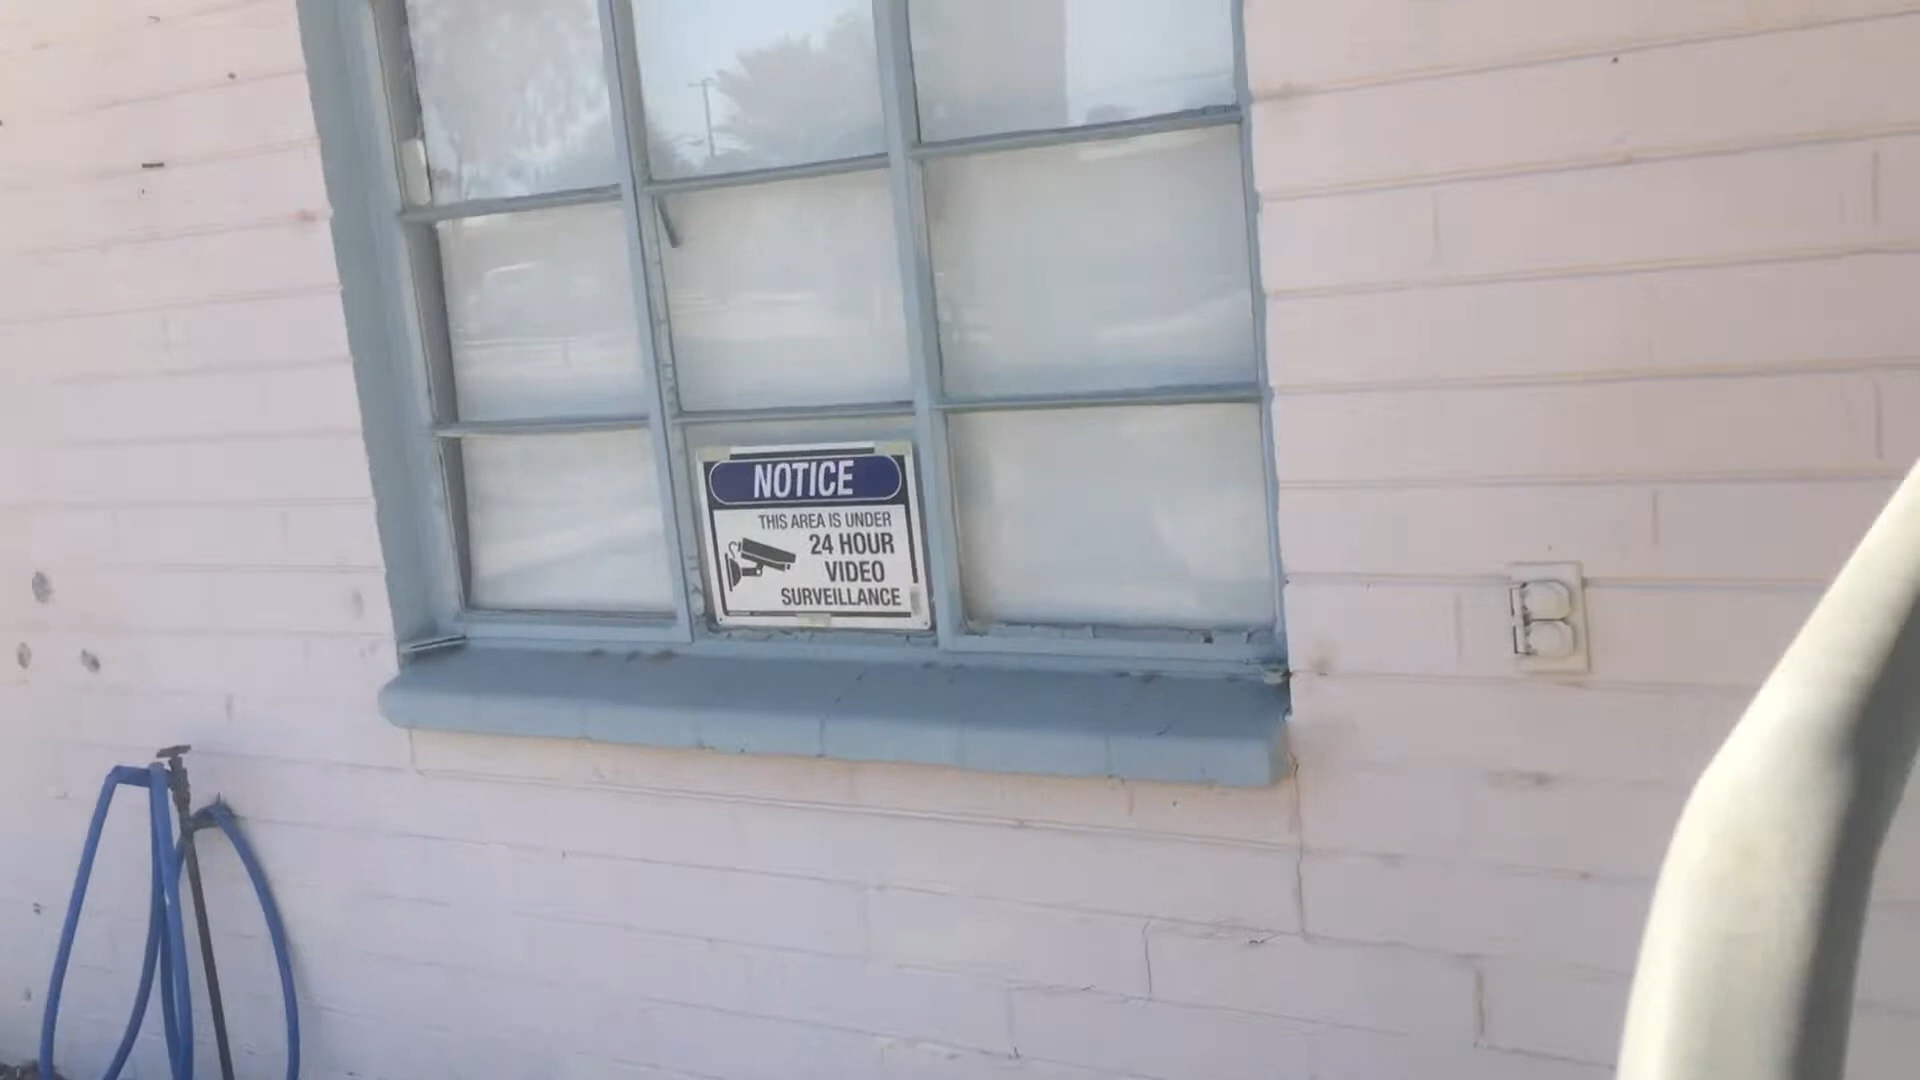 NOTICE
THIS AREA IS UNDER
24 HOUR
VIDEO
SURVEILLANCE